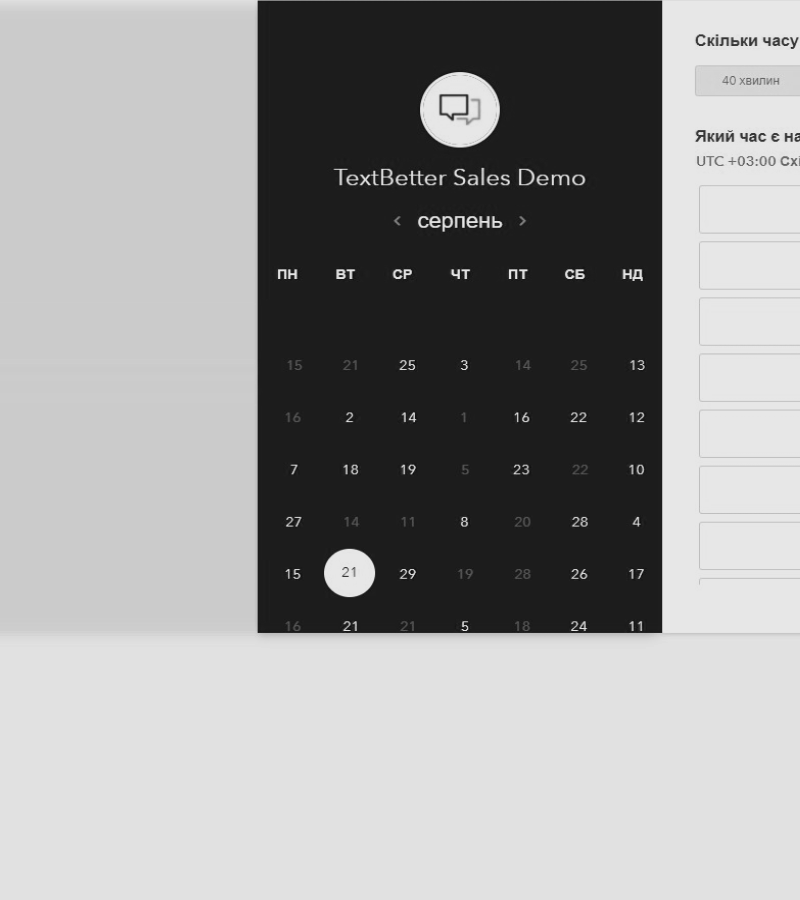 TextBetter Sales Demo
серпень
ПН ВТ СР ЧТ ПТ СБ НД
15 21 25 3 14 25 13
16 2 14 1 16 22 12
7 18 19 5 23 22 10
27 14 11 8 20 28 4
15 21 29 19 28 26 17
16 21 21 5 18 24 11
Скільки часу
40 хвилин
Який час є на
UTC +03:00 Схі